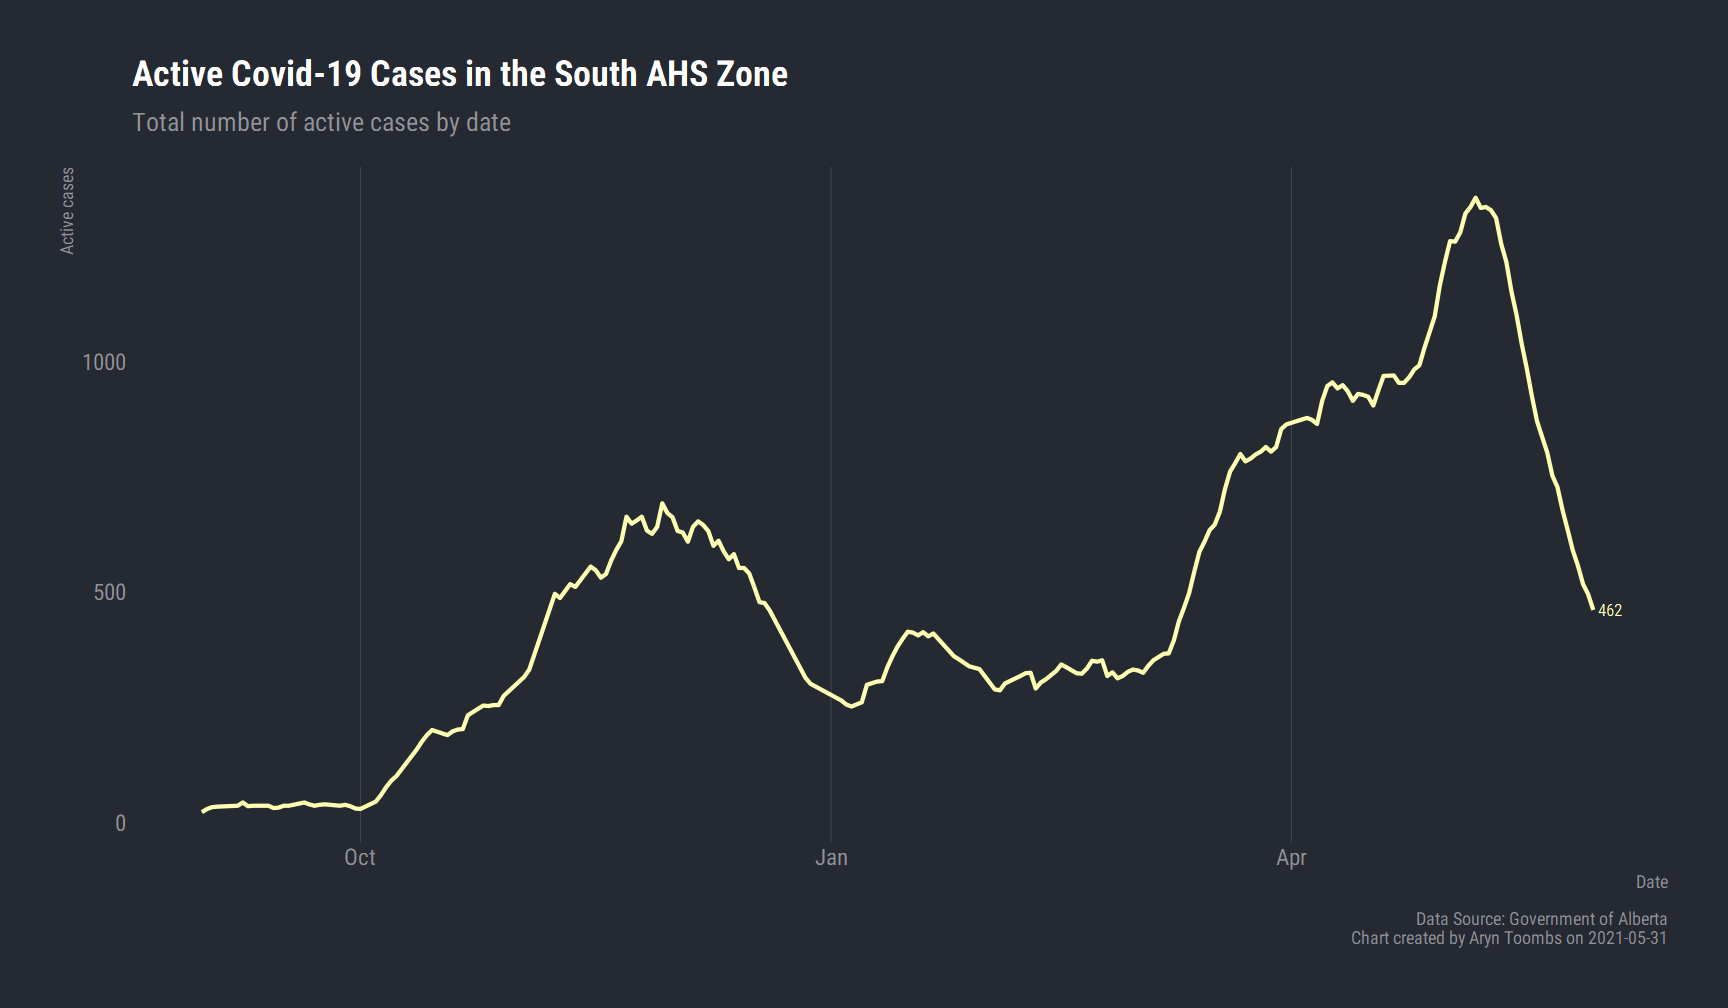 Active Covid-19 Cases in the South AHS Zone
Total number of active cases by date
Active cases
1000
500
0
462
Oct
Jan
Apr
Date
Data Source: Government of Alberta
Chart created by Aryn Toombs on 2021-05-31